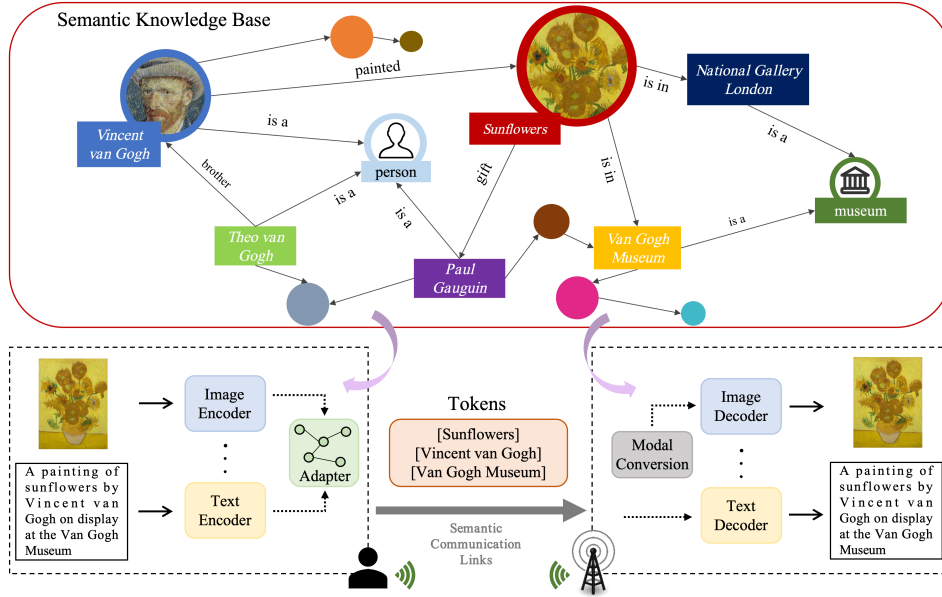 Semantic Knowledge Base
painted
is in
National Gallery
London
Vincent
van Gogh
is a
Sunflowers
is a
person
brother
is a
is a
gift
is in
museum
Theo van
Gogh
Paul
Gauguin
Van Gogh
Museum
is a
Image
Encoder
Adapter
Text
Encoder
A painting of
sunflowers by
Vincent van
Gogh on display
at the Van Gogh
Museum
Tokens
[Sunflowers]
[Vincent van Gogh]
[Van Gogh Museum]
Semantic
Communication
Links
Modal
Conversion
Image
Decoder
Text
Decoder
A painting of
sunflowers by
Vincent van
Gogh on display
at the Van Gogh
Museum